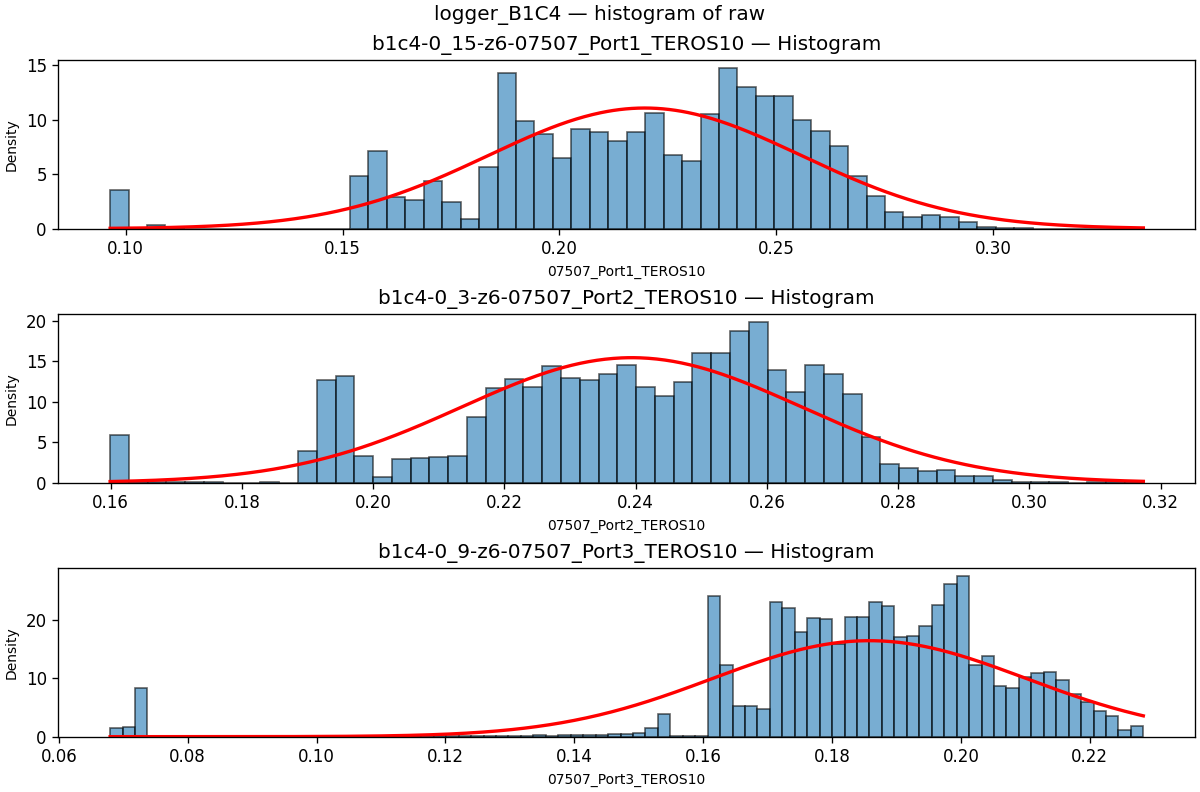 logger_B1C4 — histogram of raw
b1c4-0_15-z6-07507_Port1_TEROS10 — Histogram
15
10
5
0
Density
0.10 0.15 0.20 0.25 0.30
07507_Port1_TEROS10
b1c4-0_3-z6-07507_Port2_TEROS10 — Histogram
20
15
10
5
0
Density
0.16 0.18 0.20 0.22 0.24 0.26 0.28 0.30 0.32
07507_Port2_TEROS10
b1c4-0_9-z6-07507_Port3_TEROS10 — Histogram
20
10
0
Density
0.06 0.08 0.10 0.12 0.14 0.16 0.18 0.20 0.22
07507_Port3_TEROS10